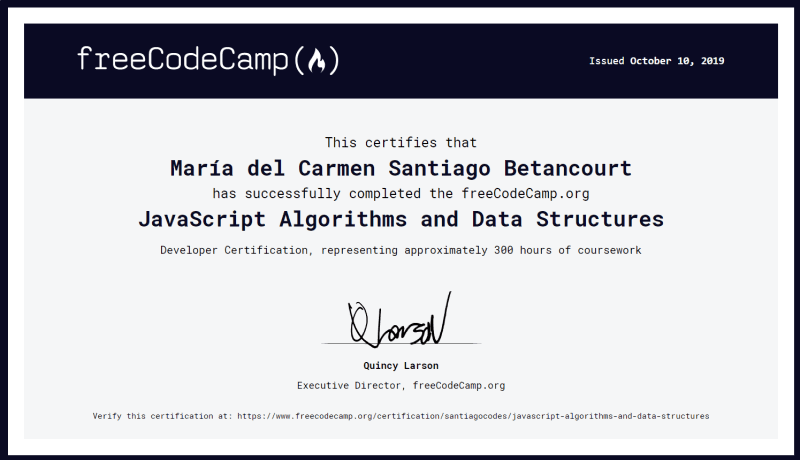 freeCodeCamp(🔥)
Issued October 10, 2019
This certifies that
María del Carmen Santiago Betancourt
has successfully completed the freeCodeCamp.org
JavaScript Algorithms and Data Structures
Developer Certification, representing approximately 300 hours of coursework
Q Larson
Quincy Larson
Executive Director, freeCodeCamp.org
Verify this certification at: https://www.freecodecamp.org/certification/santiagocodes/javascript-algorithms-and-data-structures